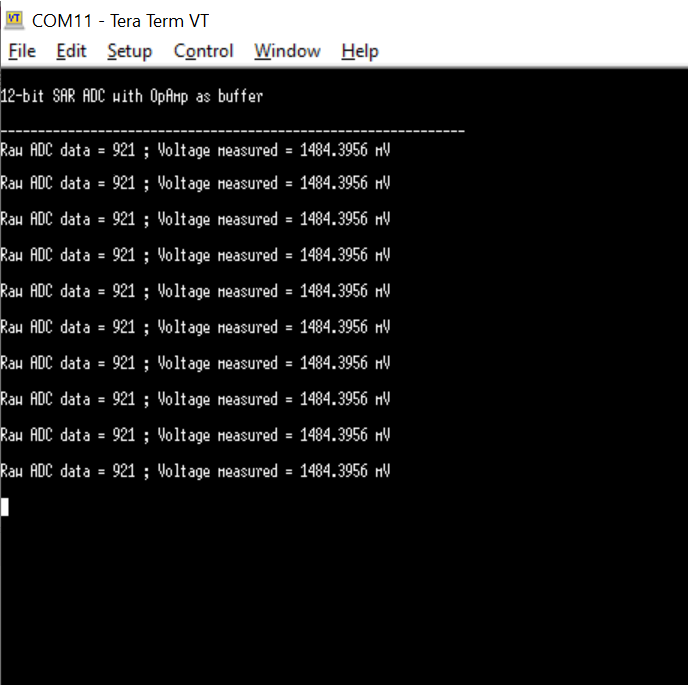 COM11 - Tera Term VT
File Edit Setup Control Window Help
12-bit SAR ADC with OpAmp as buffer
--------------------------------------------------------------
Raw ADC data = 921 ; Voltage measured = 1484.3956 mV
Raw ADC data = 921 ; Voltage measured = 1484.3956 mV
Raw ADC data = 921 ; Voltage measured = 1484.3956 mV
Raw ADC data = 921 ; Voltage measured = 1484.3956 mV
Raw ADC data = 921 ; Voltage measured = 1484.3956 mV
Raw ADC data = 921 ; Voltage measured = 1484.3956 mV
Raw ADC data = 921 ; Voltage measured = 1484.3956 mV
Raw ADC data = 921 ; Voltage measured = 1484.3956 mV
Raw ADC data = 921 ; Voltage measured = 1484.3956 mV
Raw ADC data = 921 ; Voltage measured = 1484.3956 mV